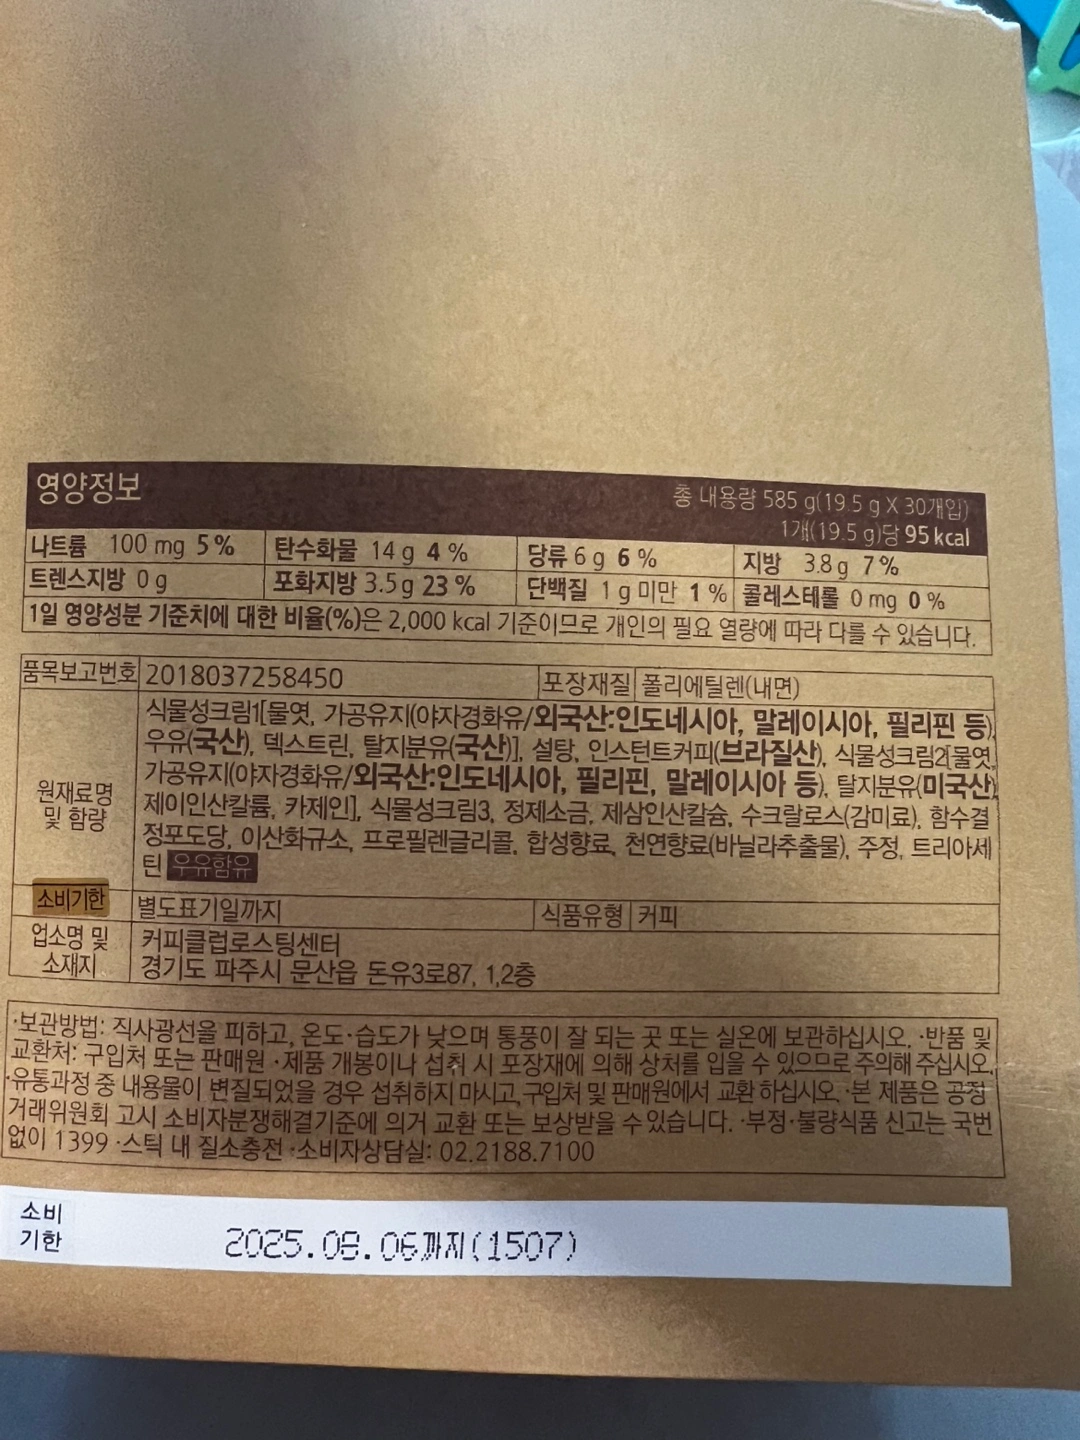 영양정보
총 내용량 585 g(19.5 g X 30개입)
1개(19.5 g)당 95 kcal
나트륨 100 mg 5 % 탄수화물 14 g 4 % 당류 6 g 6 % 지방 3.8 g 7 %
트렌스지방 0 g 포화지방 3.5 g 23 % 단백질 1 g 미만 1 % 콜레스테롤 0 mg 0 %
1일 영양성분 기준치에 대한 비율(%)은 2,000 kcal 기준이므로 개인의 필요 열량에 따라 다를 수 있습니다.
품목보고번호 2018037258450 포장재질 폴리에틸렌(내면)
원재료명 및 함량
식물성크림1[물엿, 가공유지(야자경화유/외국산:인도네시아, 말레이시아, 필리핀 등),
우유(국산), 덱스트린, 탈지분유(국산)], 설탕, 인스턴트커피(브라질산), 식물성크림2[물엿,
가공유지(야자경화유/외국산:인도네시아, 필리핀, 말레이시아 등), 탈지분유(미국산),
제이인산칼륨, 카제인], 식물성크림3, 정제소금, 제삼인산칼슘, 수크랄로스(감미료), 함수결
정포도당, 이산화규소, 프로필렌글리콜, 합성향료, 천연향료(바닐라추출물), 주정, 트리아세
틴 우유함유
소비기한 별도표기일까지 식품유형 커피
업소명 및 소재지
커피클럽로스팅센터
경기도 파주시 문산읍 돈유3로87, 1,2층
·보관방법: 직사광선을 피하고, 온도·습도가 낮으며 통풍이 잘 되는 곳 또는 실온에 보관하십시오. ·반품 및
교환처: 구입처 또는 판매원 ·제품 개봉이나 섭취 시 포장재에 의해 상처를 입을 수 있으므로 주의해 주십시오.
·유통과정 중 내용물이 변질되었을 경우 섭취하지 마시고, 구입처 및 판매원에서 교환 하십시오. ·본 제품은 공정
거래위원회 고시 소비자분쟁해결기준에 의거 교환 또는 보상받을 수 있습니다. ·부정·불량식품 신고는 국번
없이 1399 ·스틱 내 질소충전 ·소비자상담실: 02.2188.7100
소비
기한
2025.08.06까지(1507)